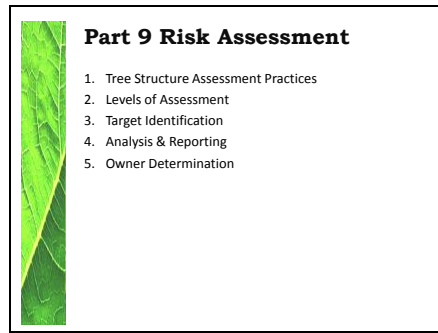 Part 9 Risk Assessment
1. Tree Structure Assessment Practices
2. Levels of Assessment
3. Target Identification
4. Analysis & Reporting
5. Owner Determination